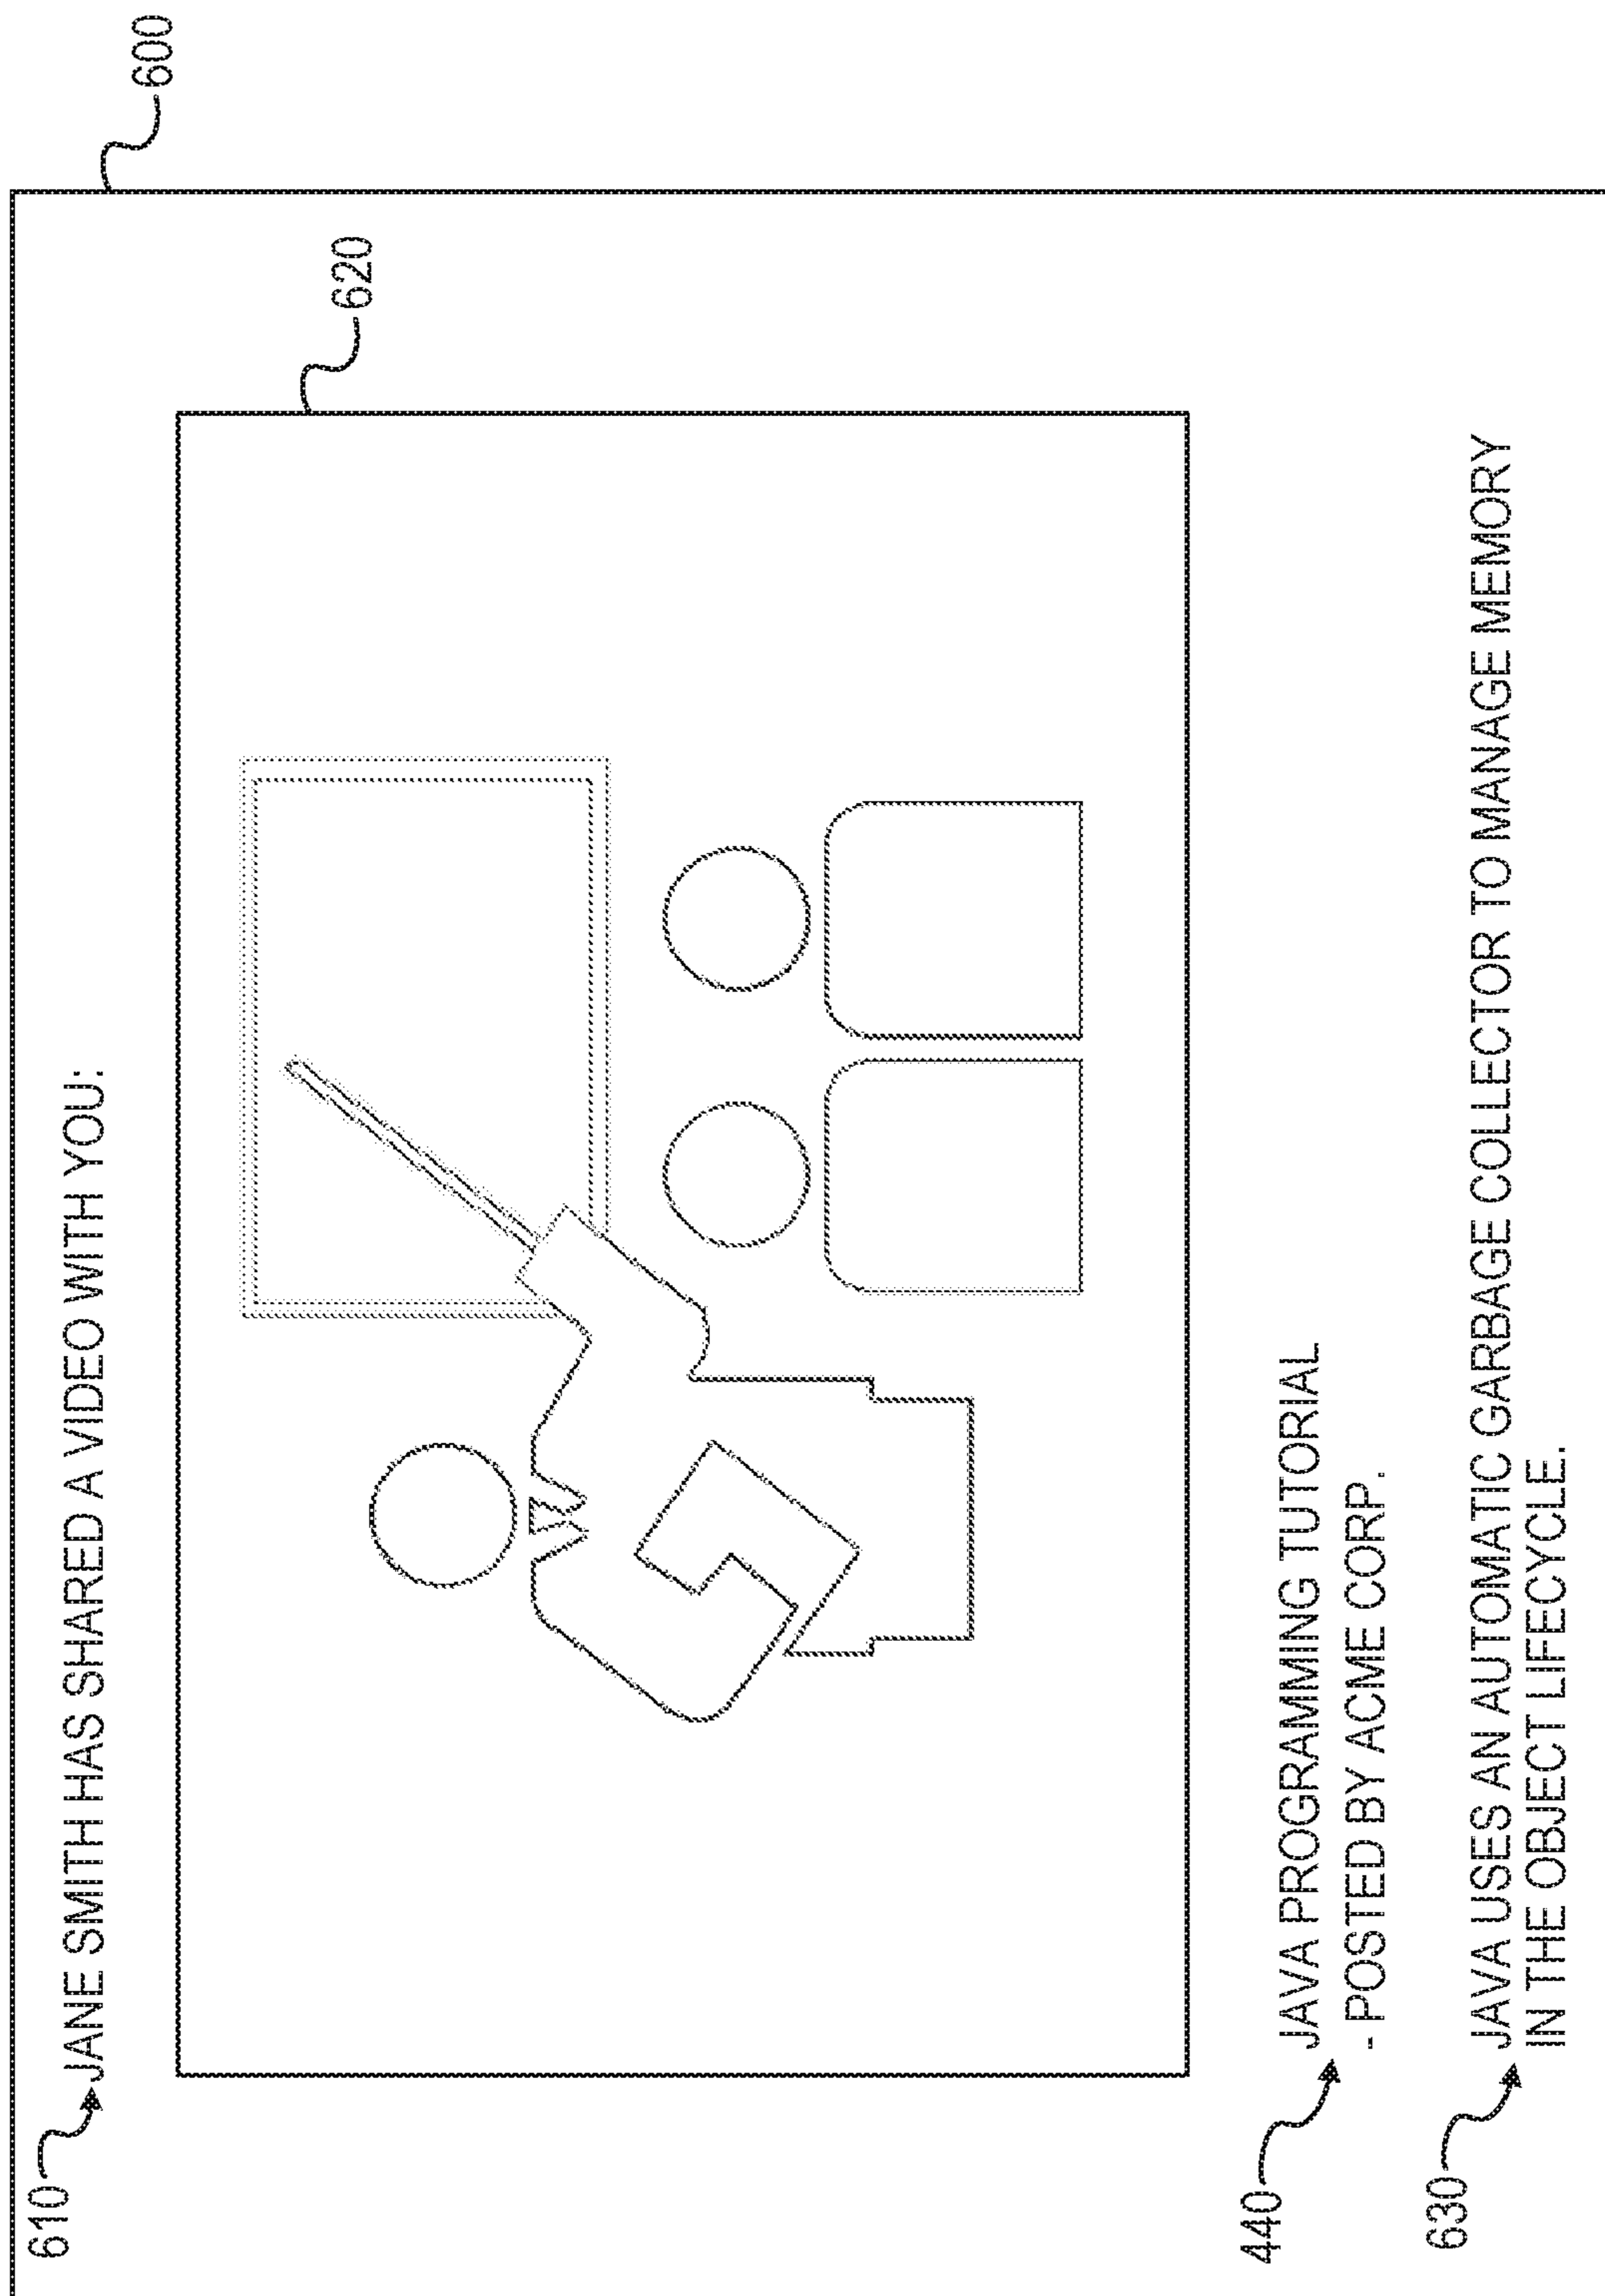 600
610
JANE SMITH HAS SHARED A VIDEO WITH YOU:
620
440
JAVA PROGRAMMING TUTORIAL
- POSTED BY ACME CORP.
630
JAVA USES AN AUTOMATIC GARBAGE COLLECTOR TO MANAGE MEMORY
IN THE OBJECT LIFECYCLE.